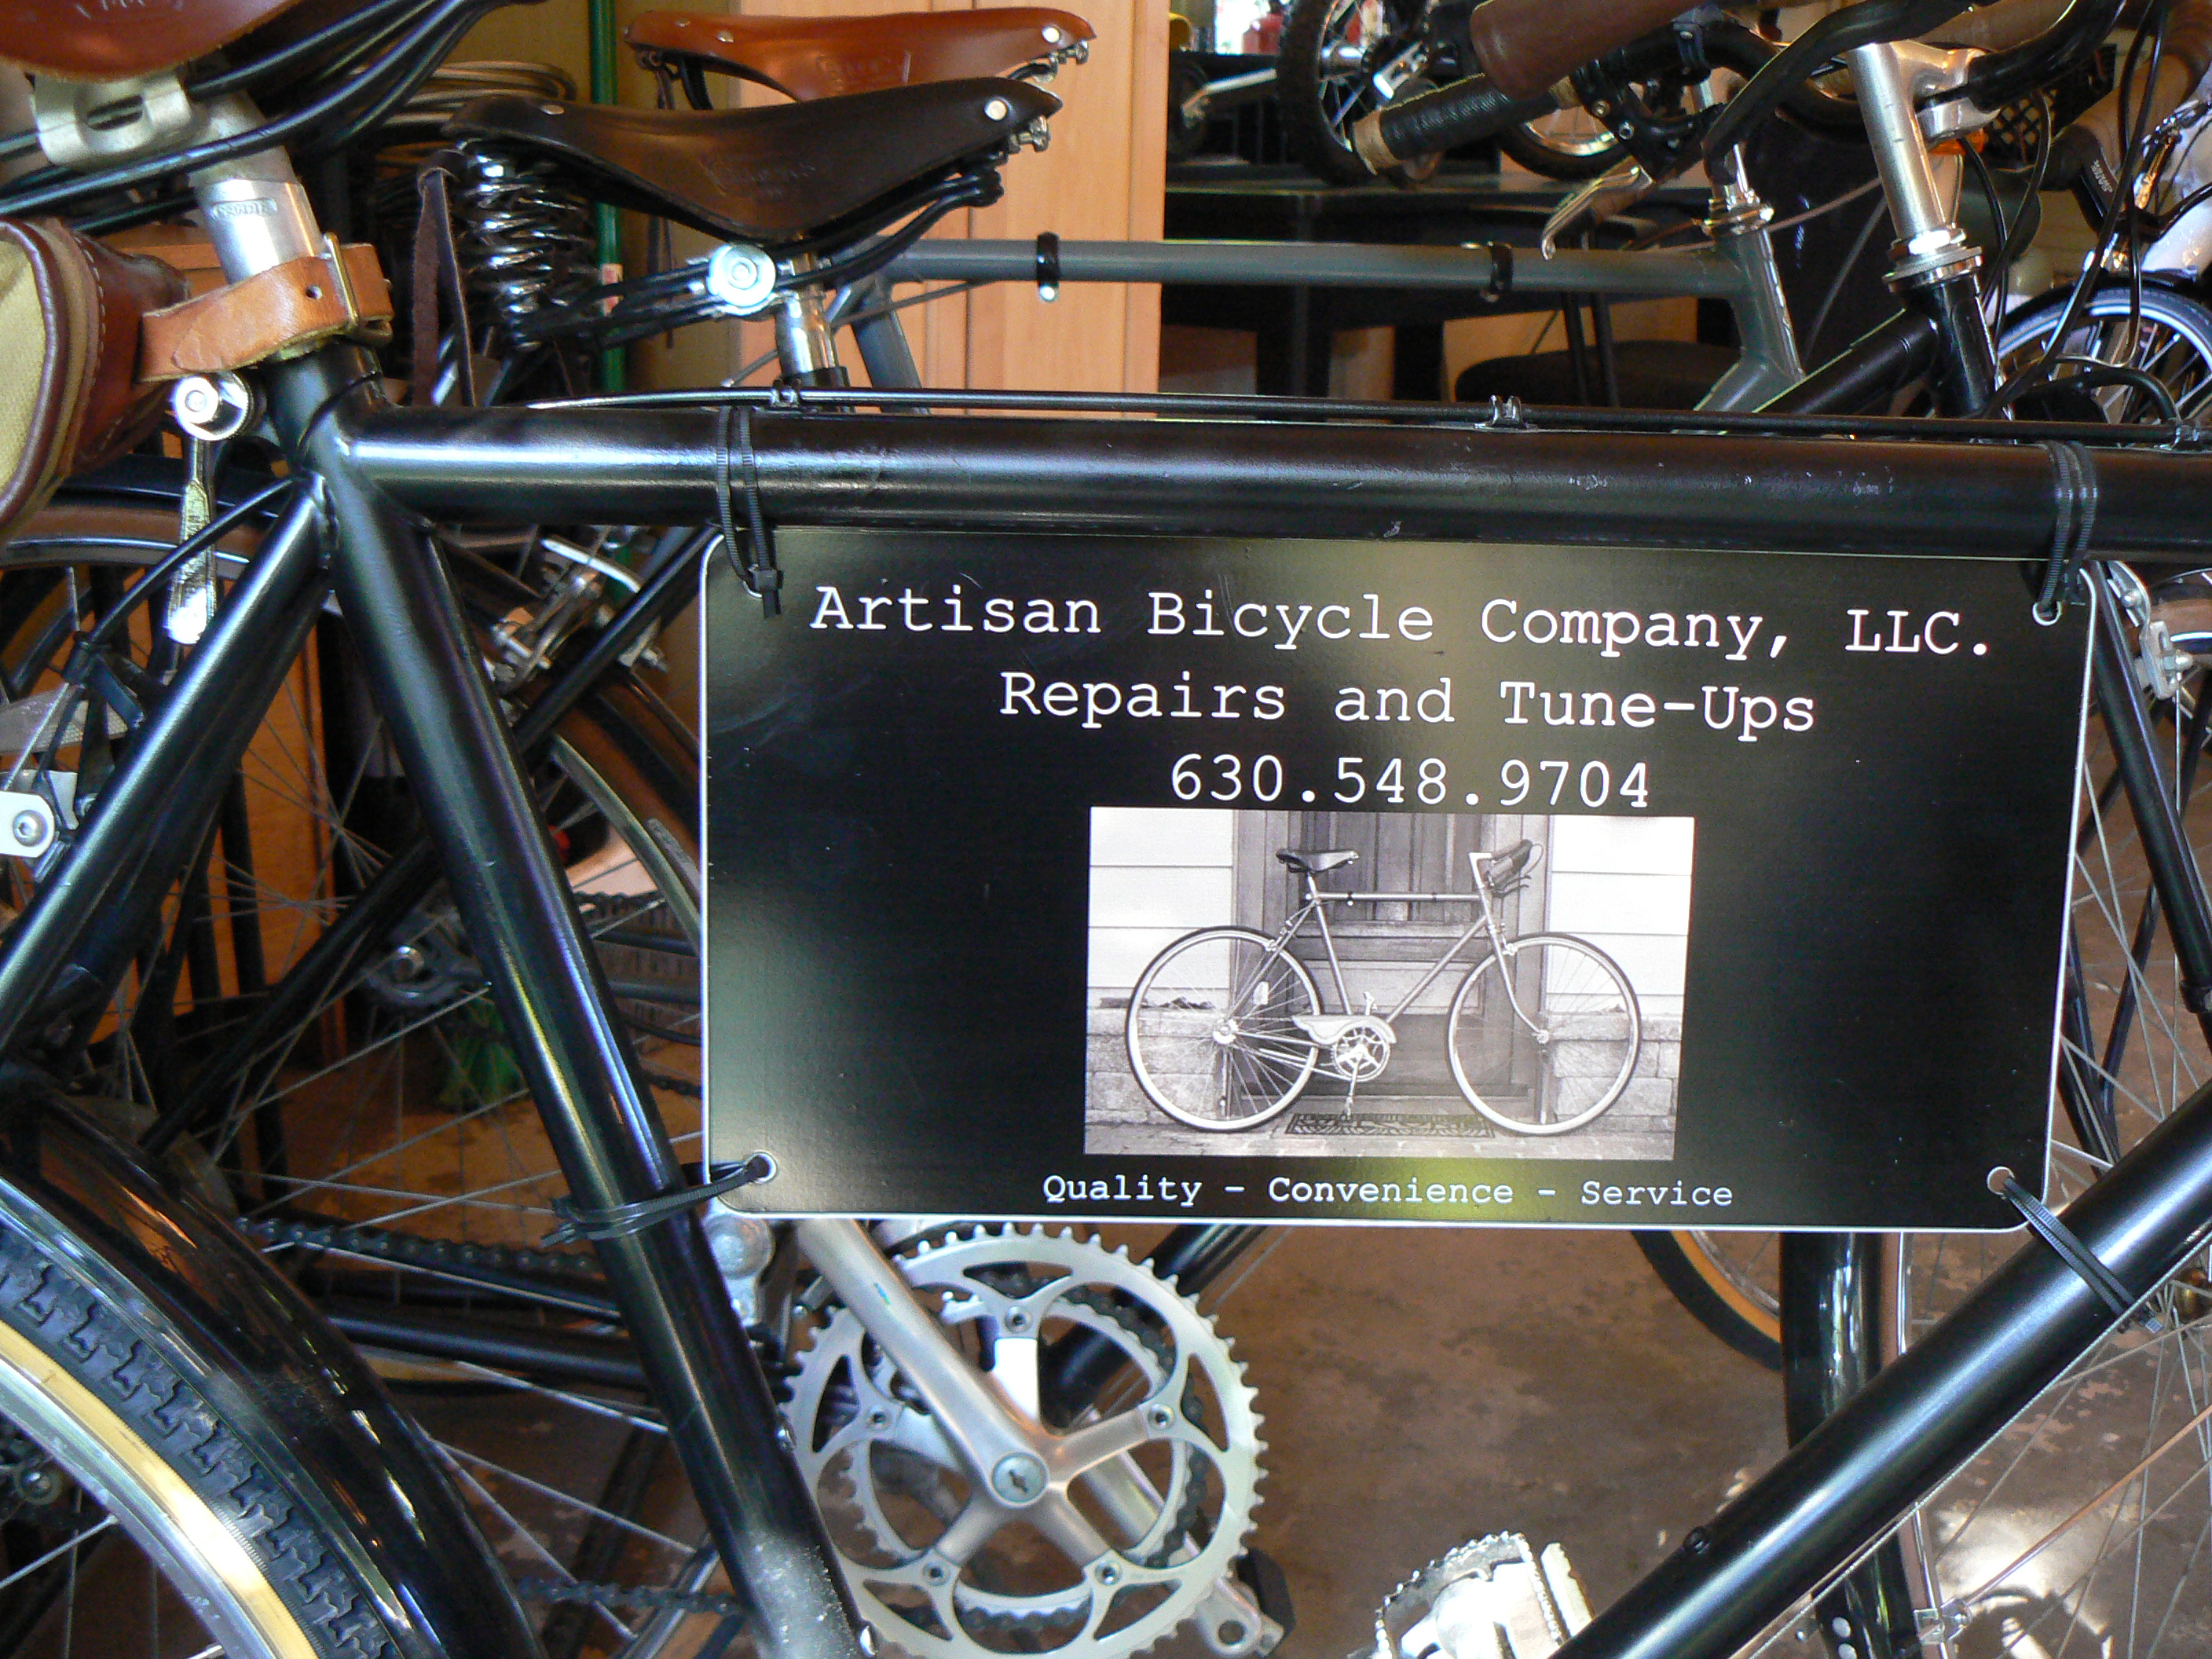 Artisan Bicycle Company, LLC.
Repairs and Tune-Ups
630.548.9704
Quality - Convenience - Service